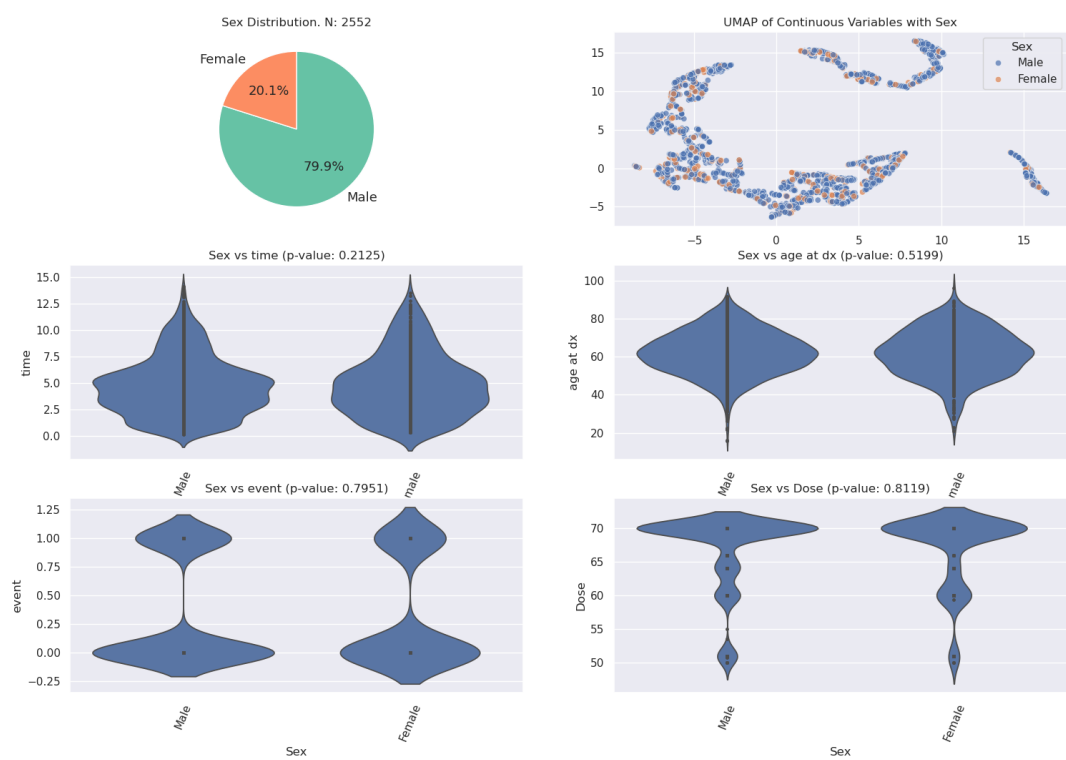 Sex Distribution. N: 2552
Female
20.1%
79.9%
Male
UMAP of Continuous Variables with Sex
Sex
Male
Female
15
10
5
0
−5
−5
0
5
10
15
Sex vs time (p-value: 0.2125)
15.0
12.5
10.0
7.5
5.0
2.5
0.0
time
Male
Sex vs age at dx (p-value: 0.5199)
100
80
60
40
20
age at dx
Male
Sex vs event (p-value: 0.7951)
1.25
1.00
0.75
0.50
0.25
0.00
−0.25
event
Male
Female
Sex
Sex vs Dose (p-value: 0.8119)
70
65
60
55
50
Dose
Male
Female
Sex